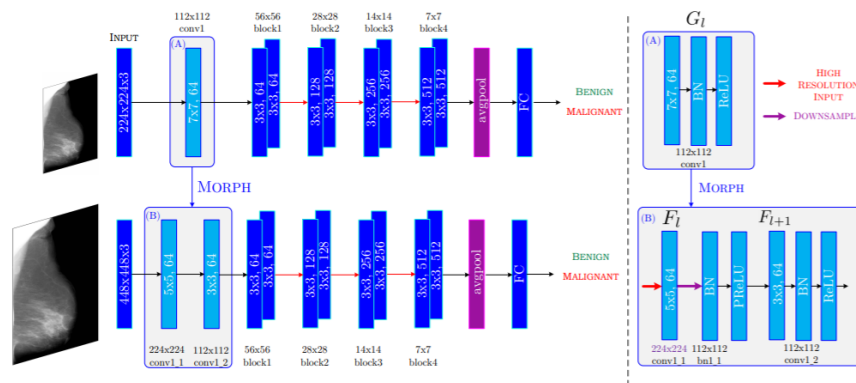 INPUT
112x112
conv1
56x56
block1
28x28
block2
14x14
block3
7x7
block4
(A)
224x224x3
7x7, 64
3x3, 64
3x3, 64
3x3, 128
3x3, 128
3x3, 256
3x3, 256
3x3, 512
3x3, 512
avgpool
FC
BENIGN
MALIGNANT
MORPH
(B)
448x448x3
5x5, 64
3x3, 64
3x3, 64
3x3, 64
3x3, 128
3x3, 128
3x3, 256
3x3, 256
3x3, 512
3x3, 512
avgpool
FC
BENIGN
MALIGNANT
224x224
conv1_1
112x112
conv1_2
56x56
block1
28x28
block2
14x14
block3
7x7
block4
G_l
(A)
7x7, 64
BN
ReLU
112x112
conv1
HIGH
RESOLUTION
INPUT
DOWNSAMPLE
MORPH
(B)
F_l
F_{l+1}
5x5, 64
BN
PReLU
3x3, 64
BN
ReLU
224x224
conv1_1
112x112
bn1_1
112x112
conv1_2